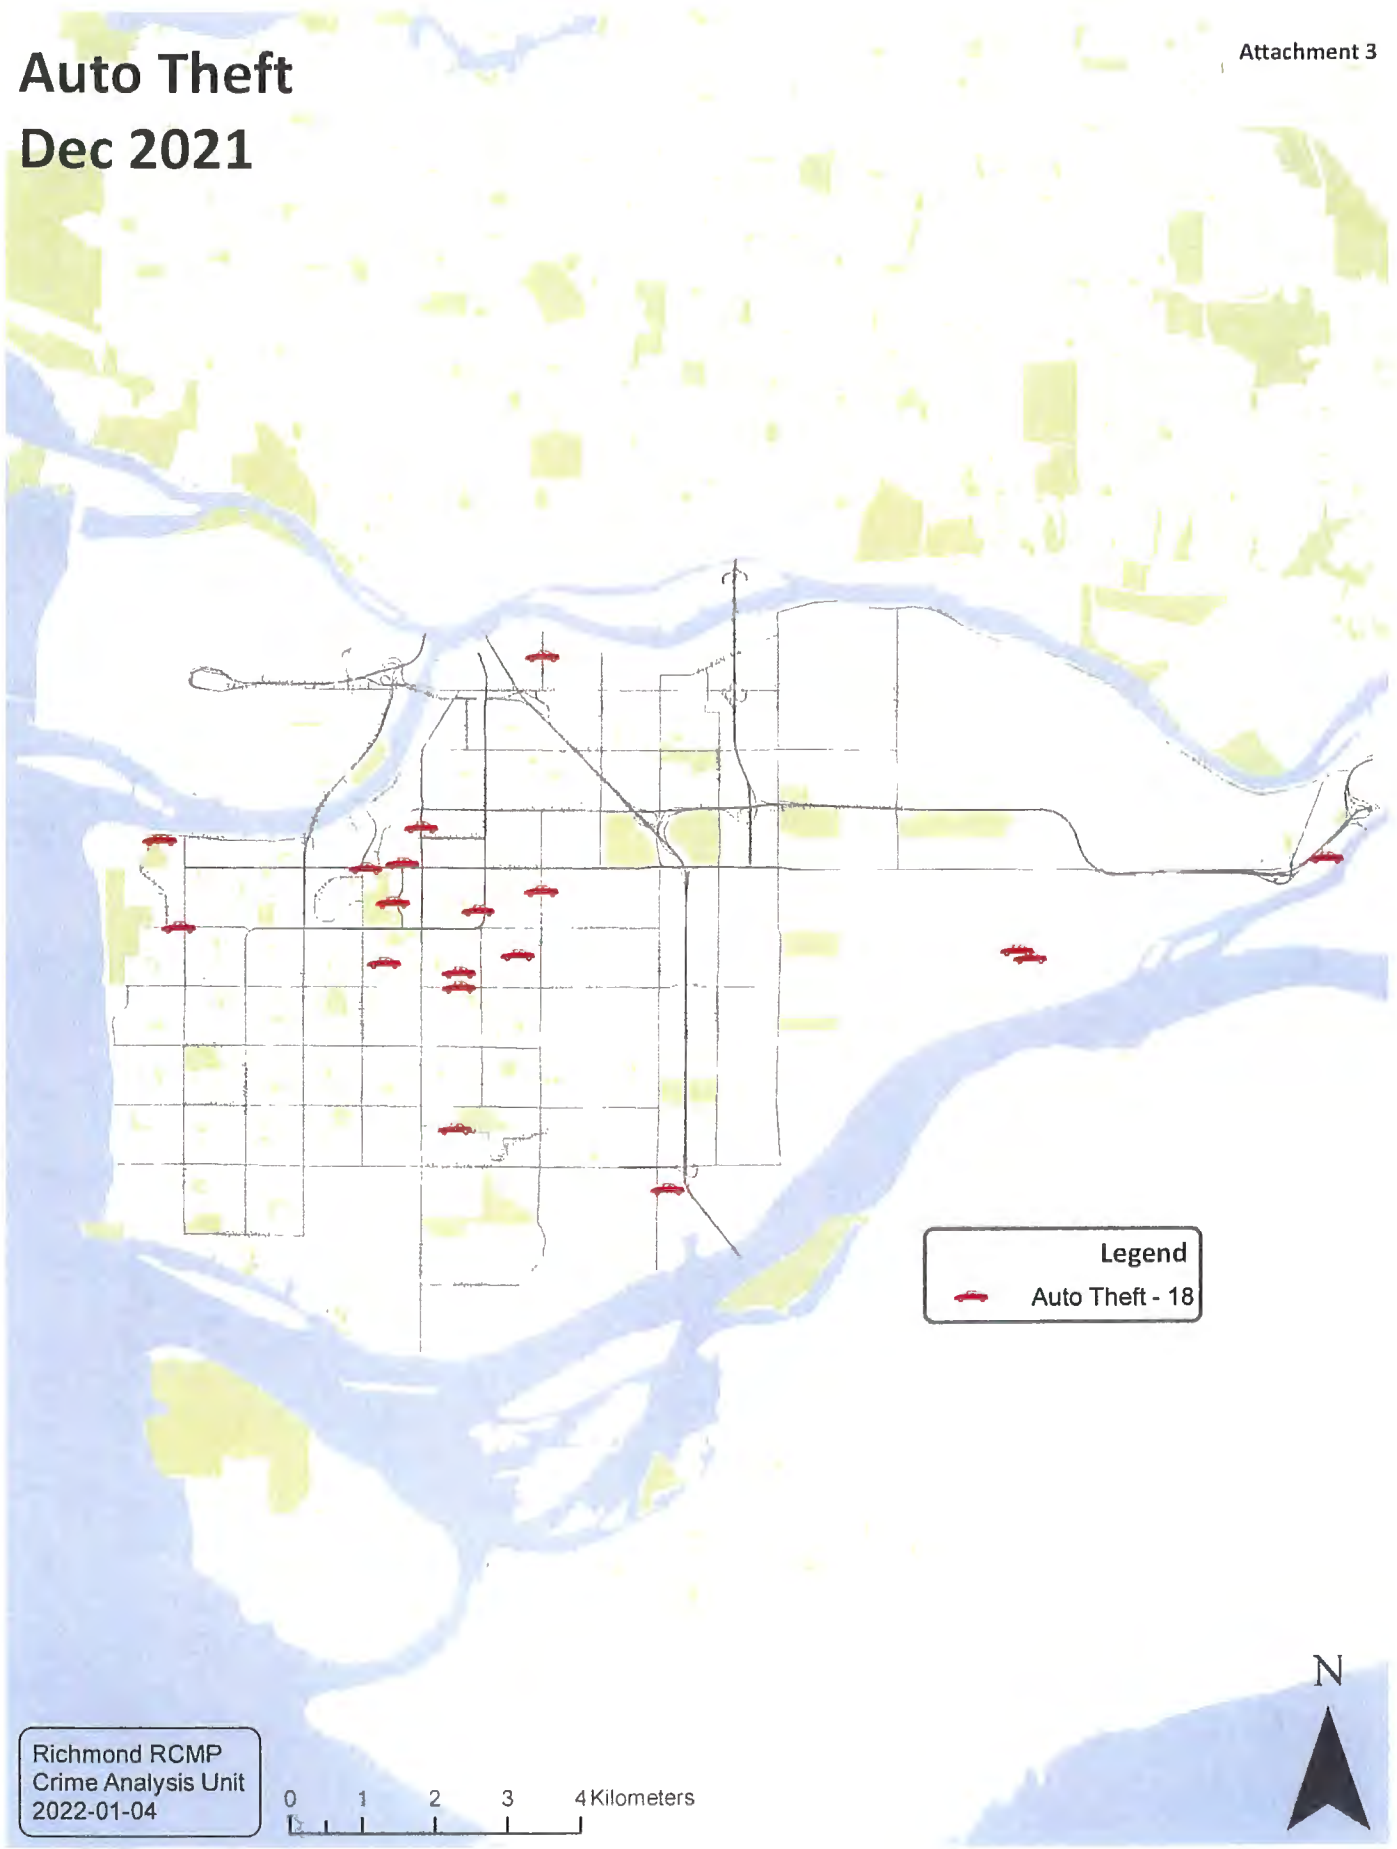 Attachment 3
Auto Theft
Dec 2021
Legend
Auto Theft - 18
N
Richmond RCMP
Crime Analysis Unit
2022-01-04
0 1 2 3 4 Kilometers